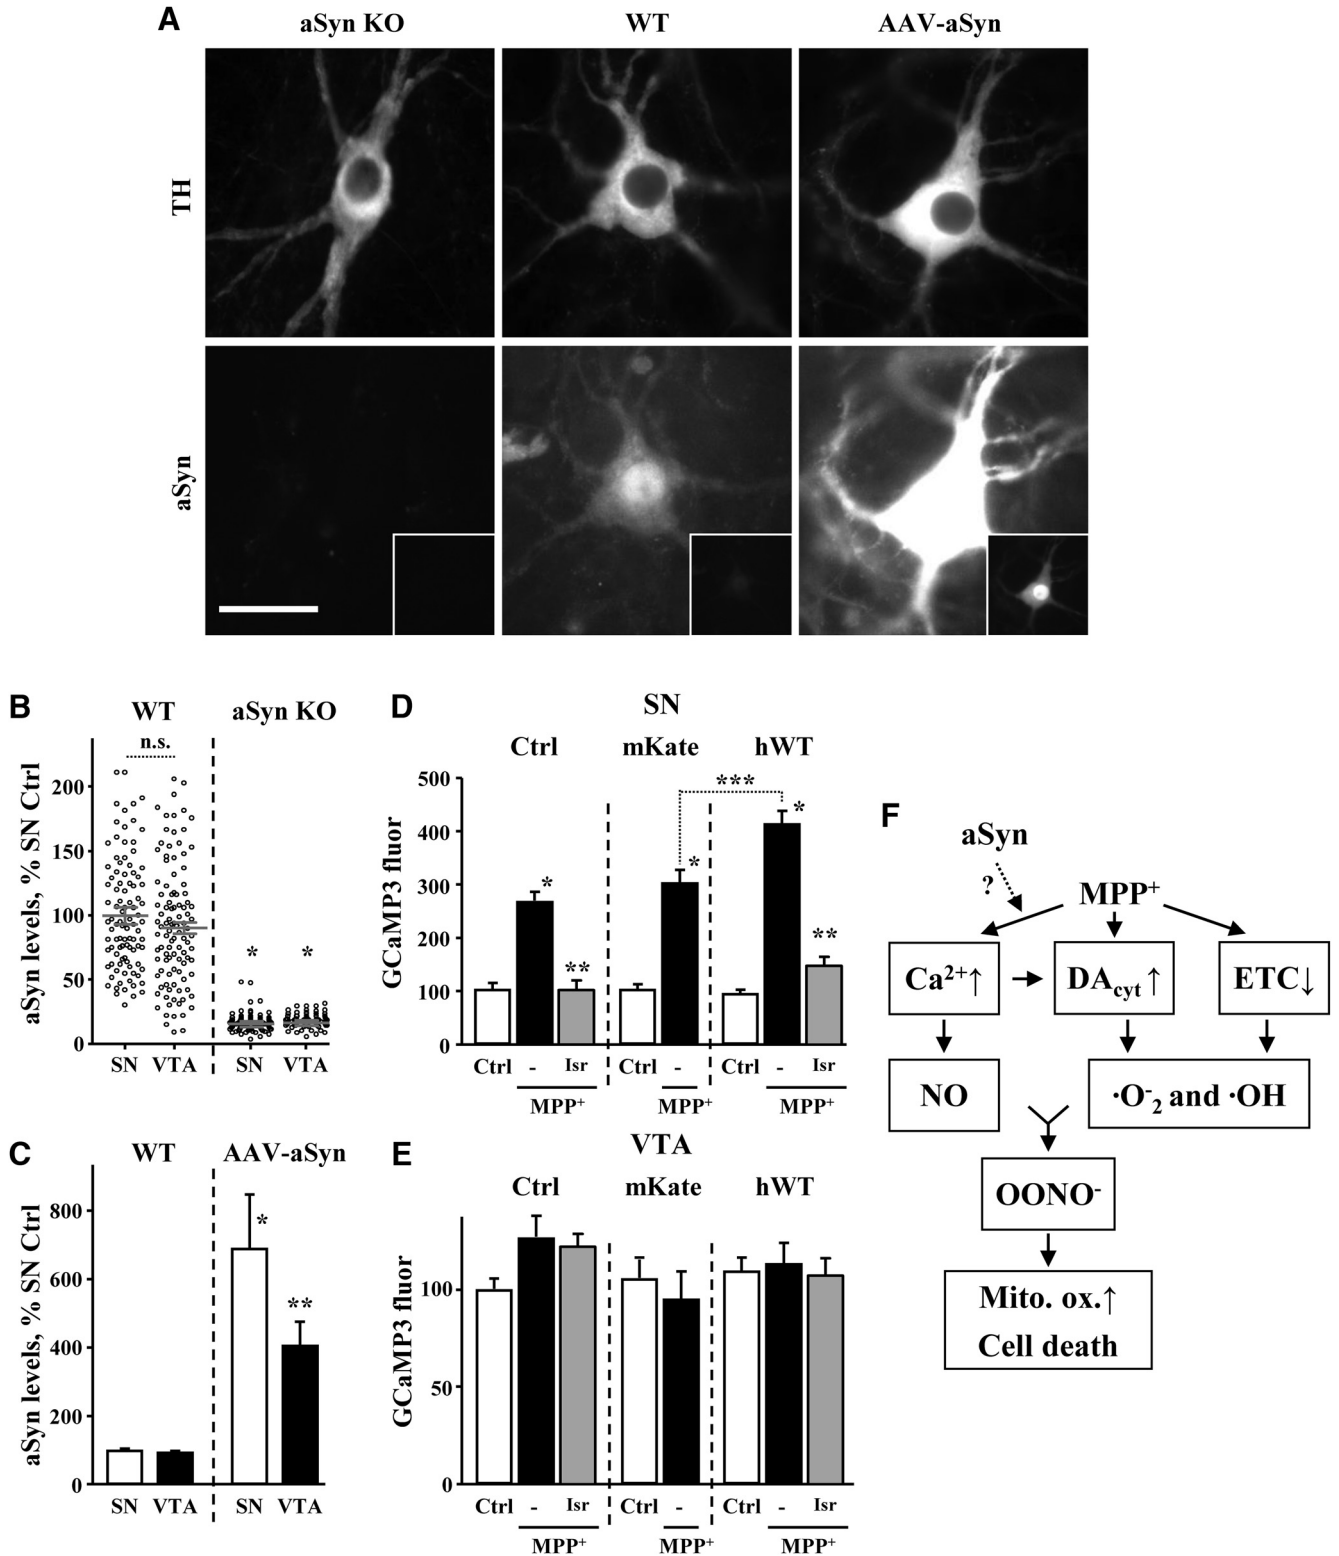 A
aSyn KO WT AAV-aSyn
TH
aSyn
B
WT aSyn KO
n.s.
aSyn levels, % SN Ctrl
200
150
100
50
0
* *
SN VTA SN VTA
C
WT AAV-aSyn
aSyn levels, % SN Ctrl
800
600
400
200
0
*
**
SN VTA SN VTA
D
SN
Ctrl mKate hWT
GCaMP3 fluor
500
400
300
200
100
0
***
* * *
** **
Ctrl - Isr Ctrl - Ctrl - Isr
MPP⁺ MPP⁺ MPP⁺
E
VTA
Ctrl mKate hWT
GCaMP3 fluor
100
50
0
Ctrl - Isr Ctrl - Ctrl - Isr
MPP⁺ MPP⁺ MPP⁺
F
aSyn
?
MPP⁺
Ca²⁺↑ DAcyt↑ ETC↓
NO ·O⁻₂ and ·OH
OONO⁻
Mito. ox.↑
Cell death